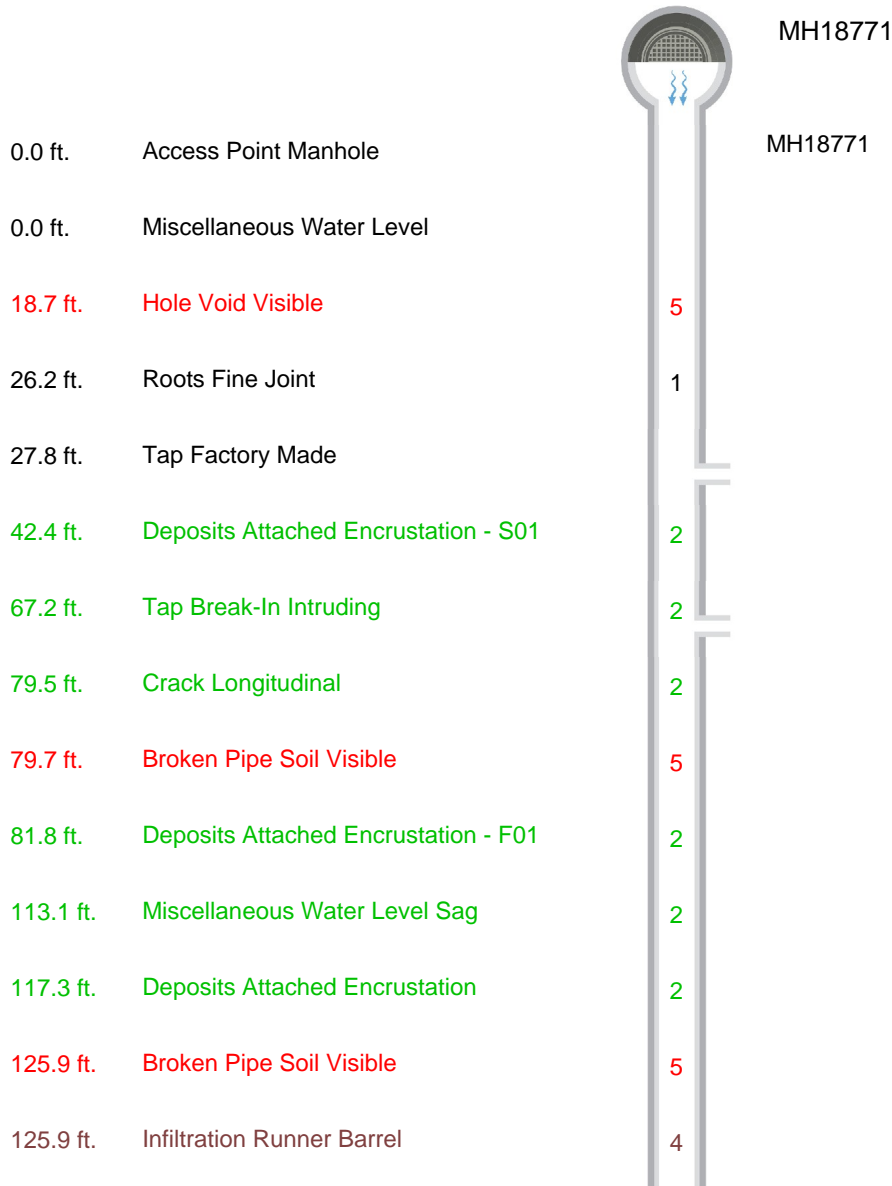 MH18771
0.0 ft. Access Point Manhole MH18771
0.0 ft. Miscellaneous Water Level
18.7 ft. Hole Void Visible 5
26.2 ft. Roots Fine Joint 1
27.8 ft. Tap Factory Made
42.4 ft. Deposits Attached Encrustation - S01 2
67.2 ft. Tap Break-In Intruding 2
79.5 ft. Crack Longitudinal 2
79.7 ft. Broken Pipe Soil Visible 5
81.8 ft. Deposits Attached Encrustation - F01 2
113.1 ft. Miscellaneous Water Level Sag 2
117.3 ft. Deposits Attached Encrustation 2
125.9 ft. Broken Pipe Soil Visible 5
125.9 ft. Infiltration Runner Barrel 4